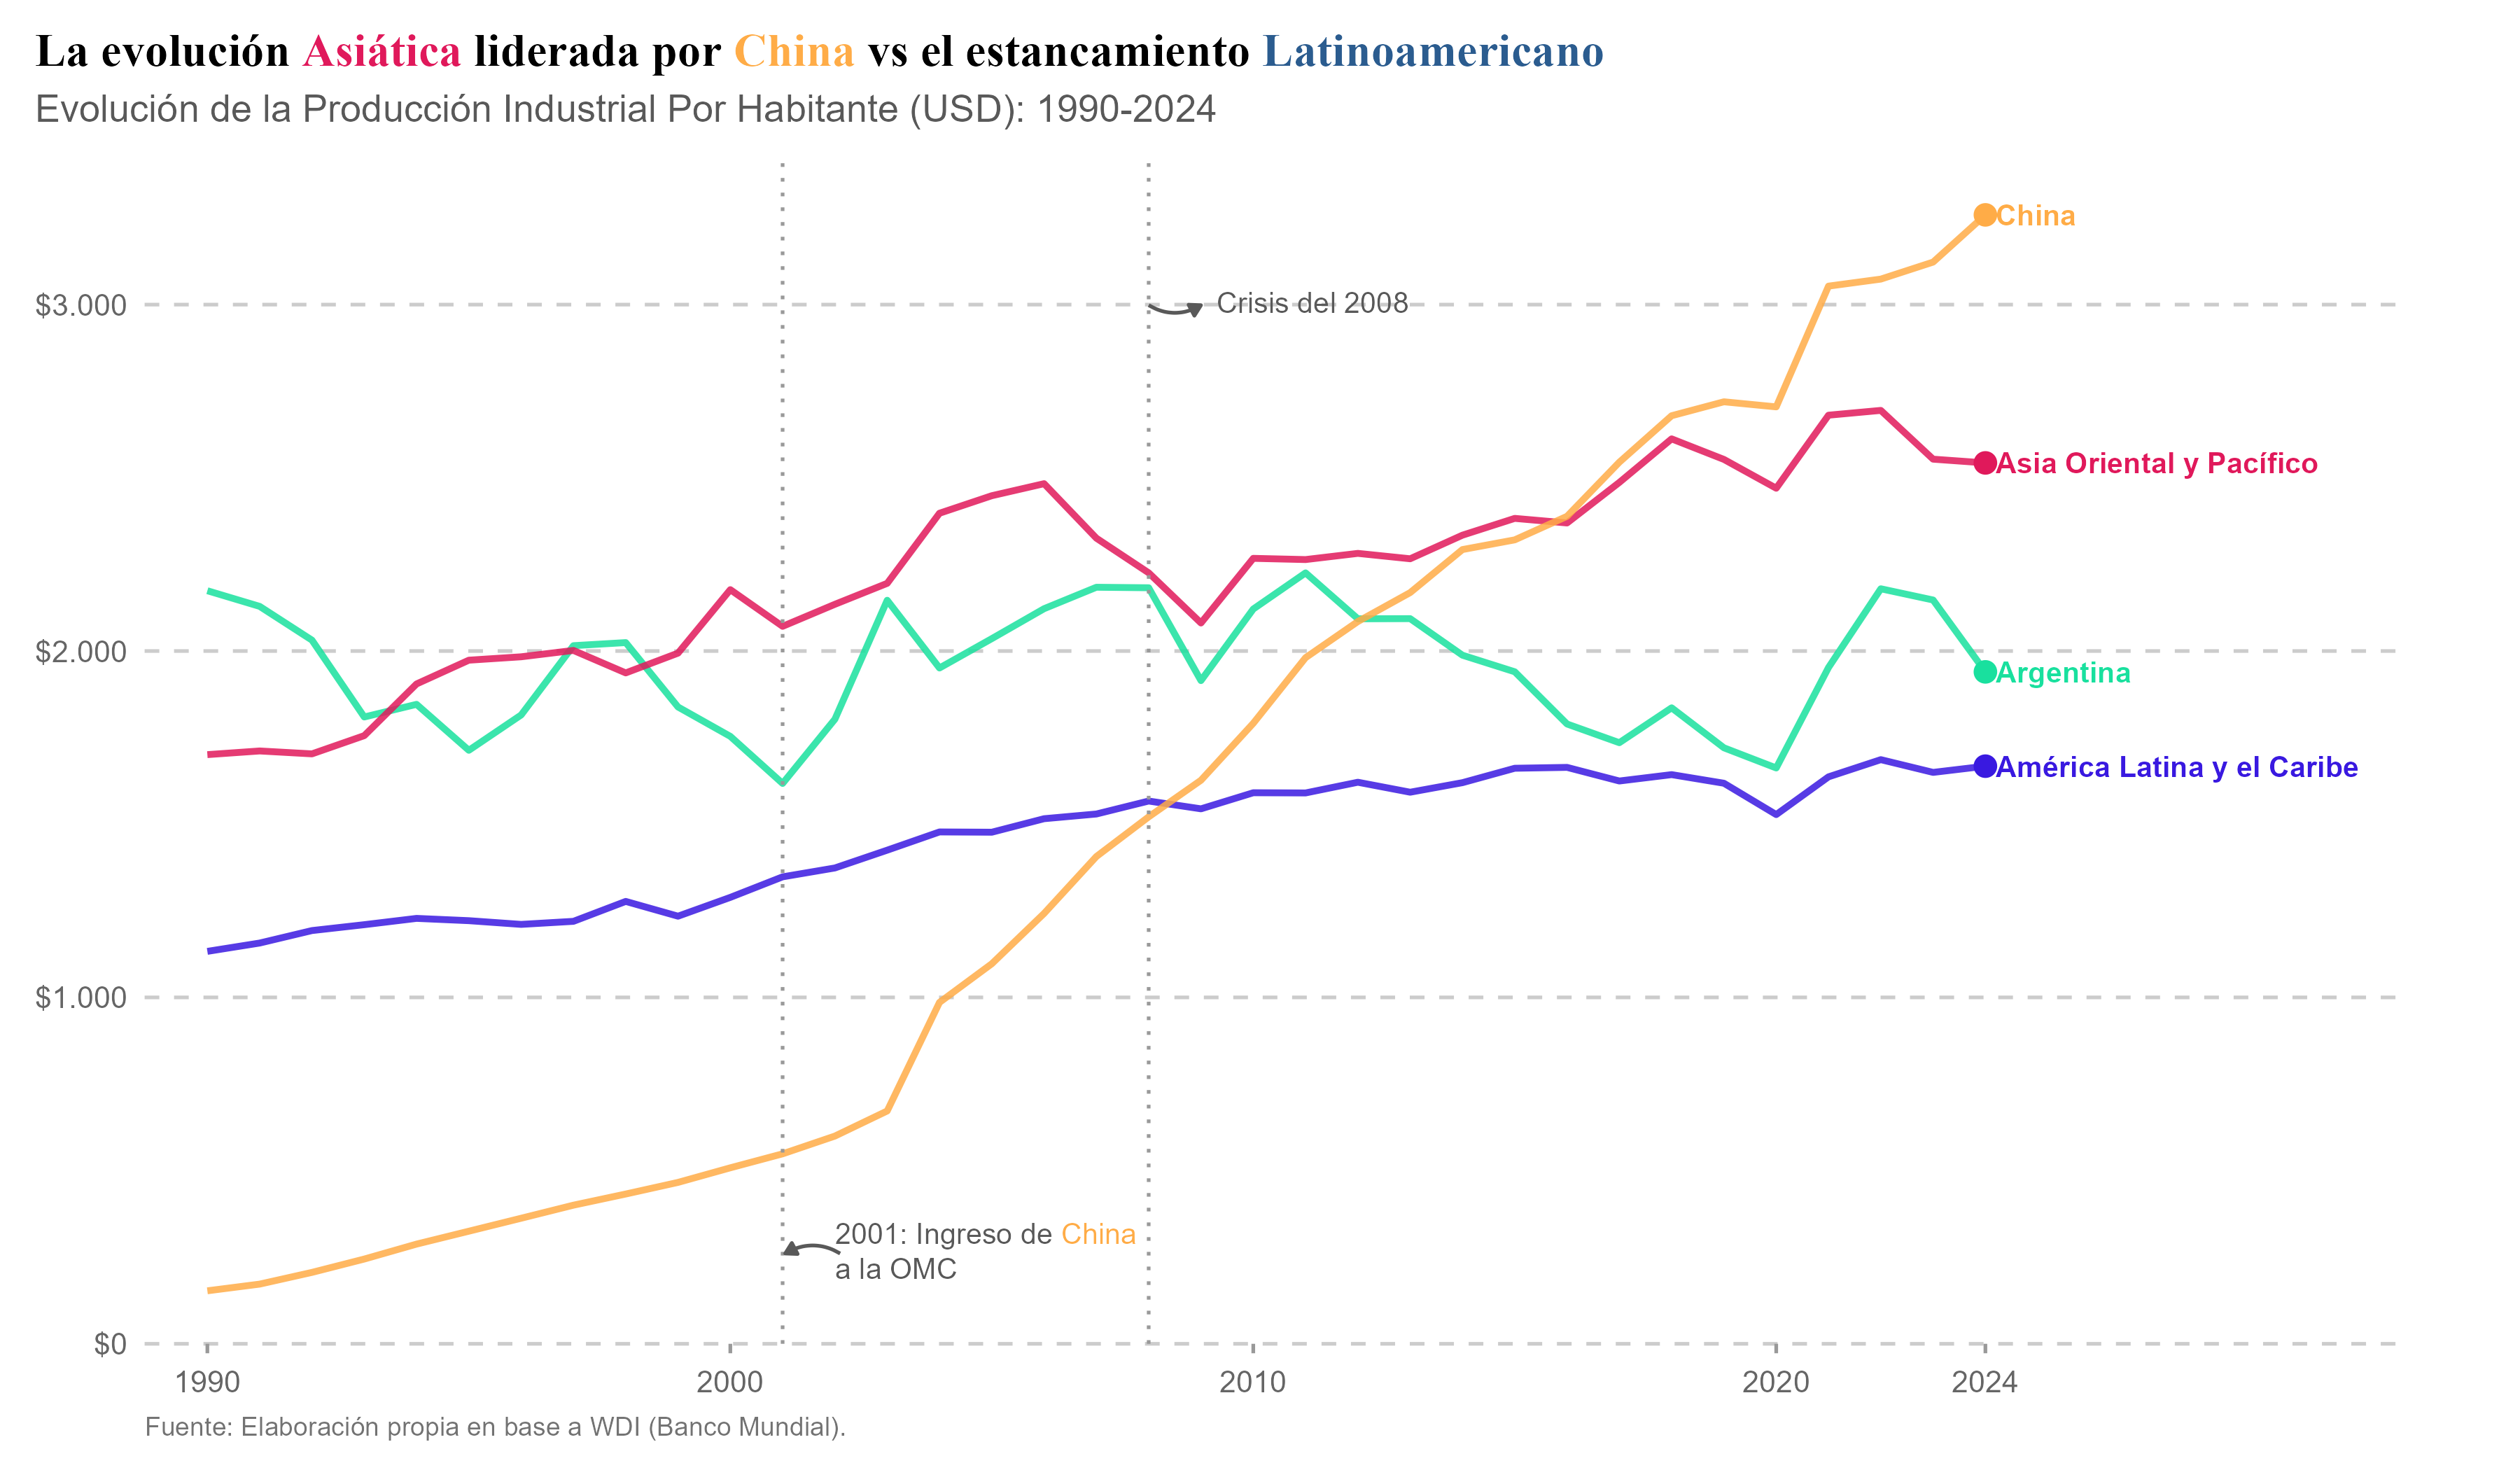 La evolución Asiática liderada por China vs el estancamiento Latinoamericano
Evolución de la Producción Industrial Por Habitante (USD): 1990-2024
China
$3.000
Crisis del 2008
Asia Oriental y Pacífico
$2.000
Argentina
América Latina y el Caribe
$1.000
2001: Ingreso de China
a la OMC
$0
1990
2000
2010
2020
2024
Fuente: Elaboración propia en base a WDI (Banco Mundial).